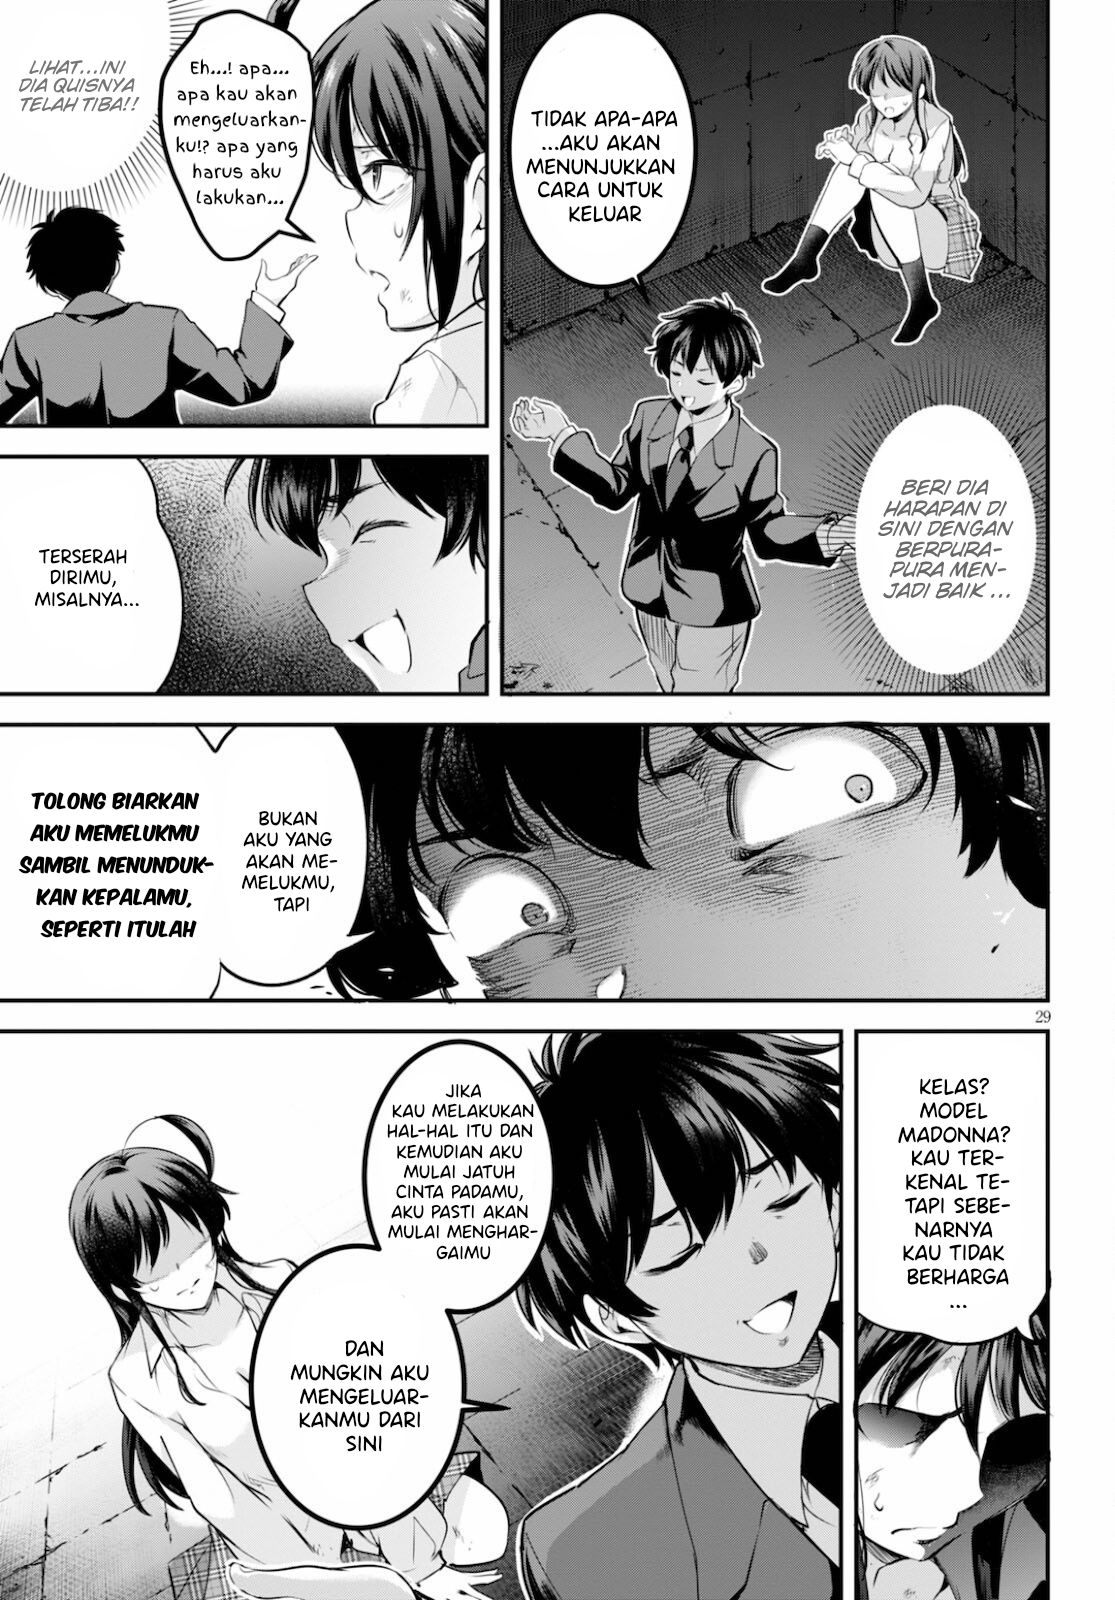 TIDAK APA-APA
...AKU AKAN
MENUNJUKKAN
CARA UNTUK
KELUAR
BERI DIA
HARAPAN DI
SINI DENGAN
BERPURA-
PURA MEN-
JADI BAIK ...
Eh...! apa...
apa kau akan
mengeluarkan-
ku!? apa yang
harus aku
lakukan...
LIHAT...INI
DIA QUISNYA
TELAH TIBA!!
TERSERAH
DIRIMU,
MISALNYA...
BUKAN
AKU YANG
AKAN ME-
MELUKMU,
TAPI
TOLONG BIARKAN
AKU MEMELUKMU
SAMBIL MENUNDUK-
KAN KEPALAMU,
SEPERTI ITULAH
29
KELAS?
MODEL
MADONNA?
KAU TER-
KENAL TE-
TAPI SEBE-
NARNYA
KAU TIDAK
BERHARGA
...
JIKA
KAU MELAKUKAN
HAL-HAL ITU DAN
KEMUDIAN AKU
MULAI JATUH
CINTA PADAMU,
AKU PASTI AKAN
MULAI MENGHAR-
GAIMU
DAN
MUNGKIN AKU
MENGELUAR-
KANMU DARI
SINI